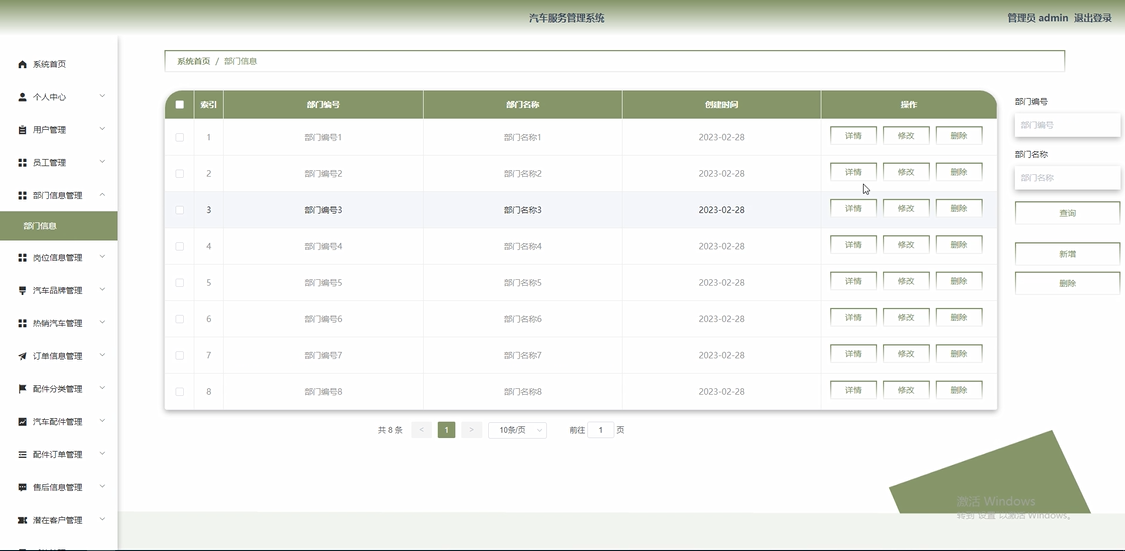 汽车服务管理系统
管理员 admin 退出登录
系统首页
个人中心
用户管理
员工管理
部门信息管理
部门信息
岗位信息管理
汽车品牌管理
热销汽车管理
订单信息管理
配件分类管理
汽车配件管理
配件订单管理
售后信息管理
潜在客户管理
系统首页 / 部门信息
索引 部门编号 部门名称 创建时间 操作
1 部门编号1 部门名称1 2023-02-28 详情 修改 删除
2 部门编号2 部门名称2 2023-02-28 详情 修改 删除
3 部门编号3 部门名称3 2023-02-28 详情 修改 删除
4 部门编号4 部门名称4 2023-02-28 详情 修改 删除
5 部门编号5 部门名称5 2023-02-28 详情 修改 删除
6 部门编号6 部门名称6 2023-02-28 详情 修改 删除
7 部门编号7 部门名称7 2023-02-28 详情 修改 删除
8 部门编号8 部门名称8 2023-02-28 详情 修改 删除
共 8 条 < 1 > 10条/页 前往 1 页
部门编号
部门编号
部门名称
部门名称
查询
新增
删除
激活 Windows
转到"设置"以激活 Windows。